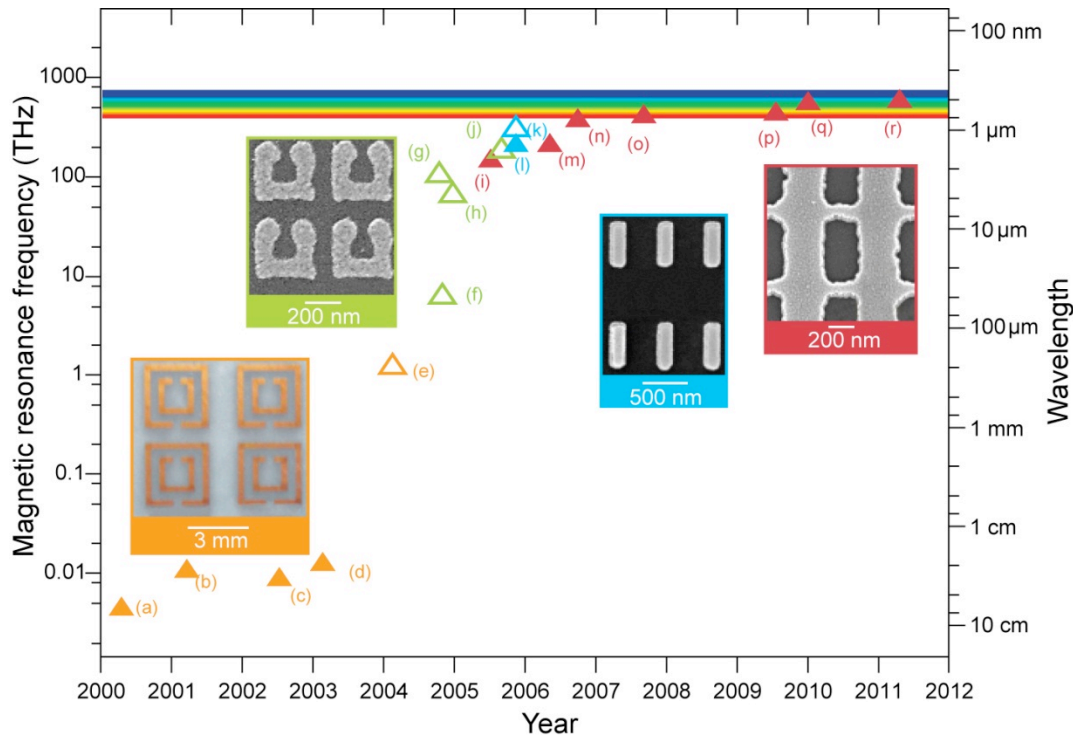 Magnetic resonance frequency (THz)
1000
100
10
1
0.1
0.01
100 nm
1 µm
10 µm
100 µm
1 mm
1 cm
10 cm
Wavelength
(a)
(b)
(c)
(d)
(e)
(f)
(g)
(h)
(i)
(j)
(k)
(l)
(m)
(n)
(o)
(p)
(q)
(r)
200 nm
3 mm
500 nm
200 nm
2000 2001 2002 2003 2004 2005 2006 2007 2008 2009 2010 2011 2012
Year